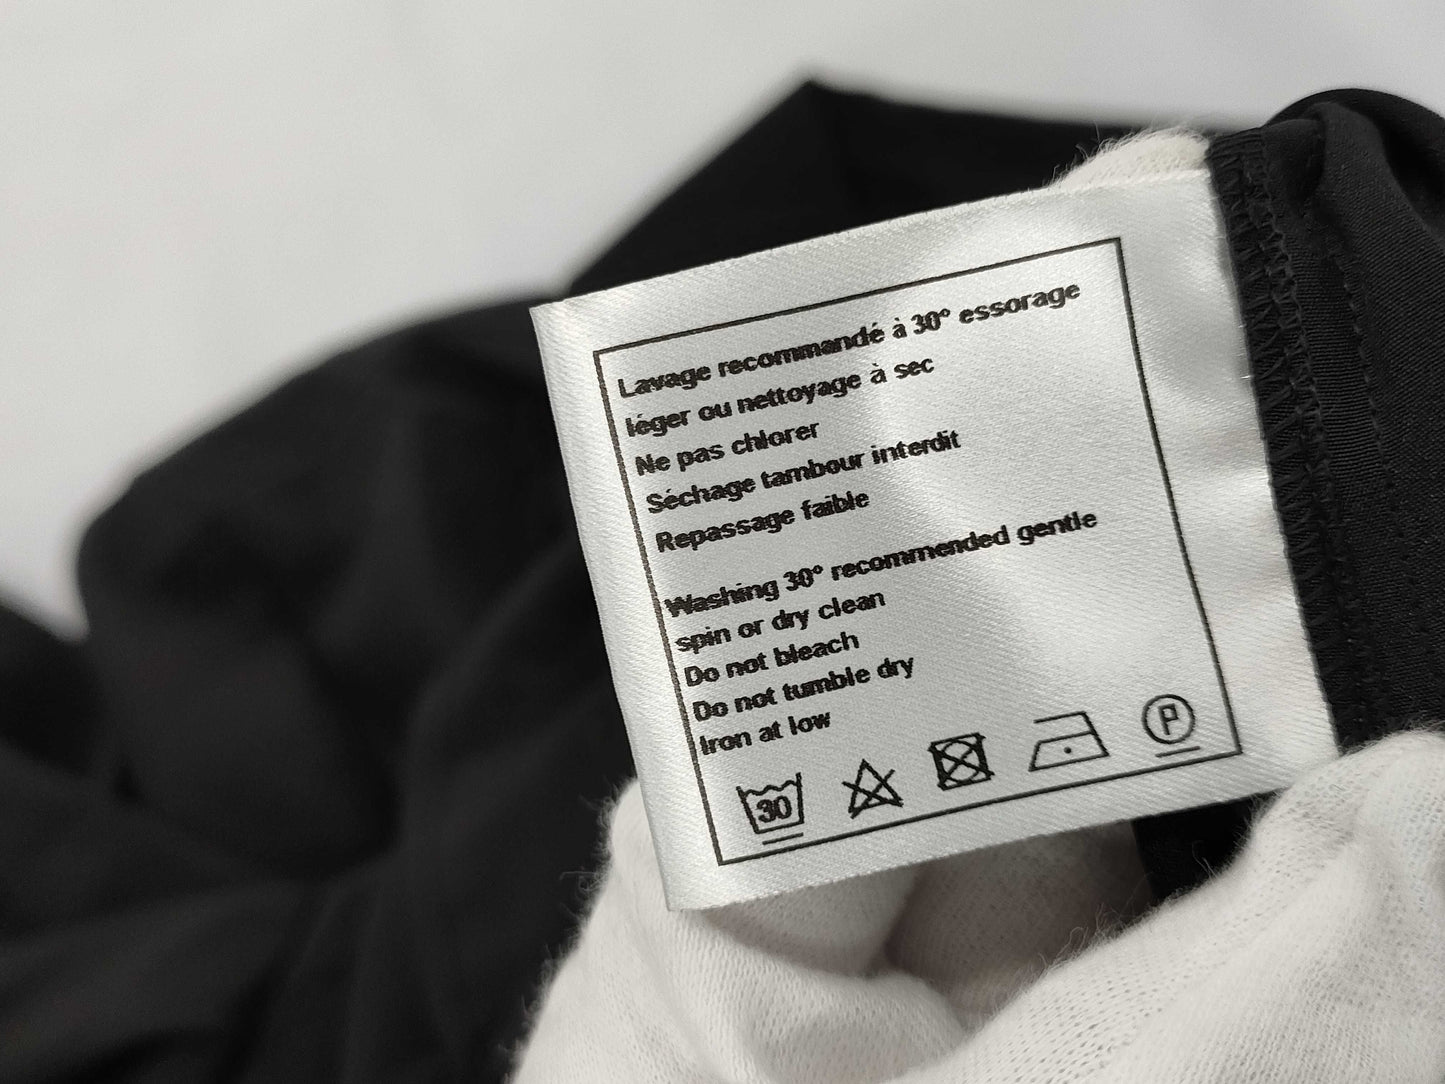 Lavage recommandé à 30° essorage
léger ou nettoyage à sec
Ne pas chlorer
Séchage tambour interdit
Repassage faible
Washing 30° recommended gentle
spin or dry clean
Do not bleach
Do not tumble dry
Iron at low
30 P